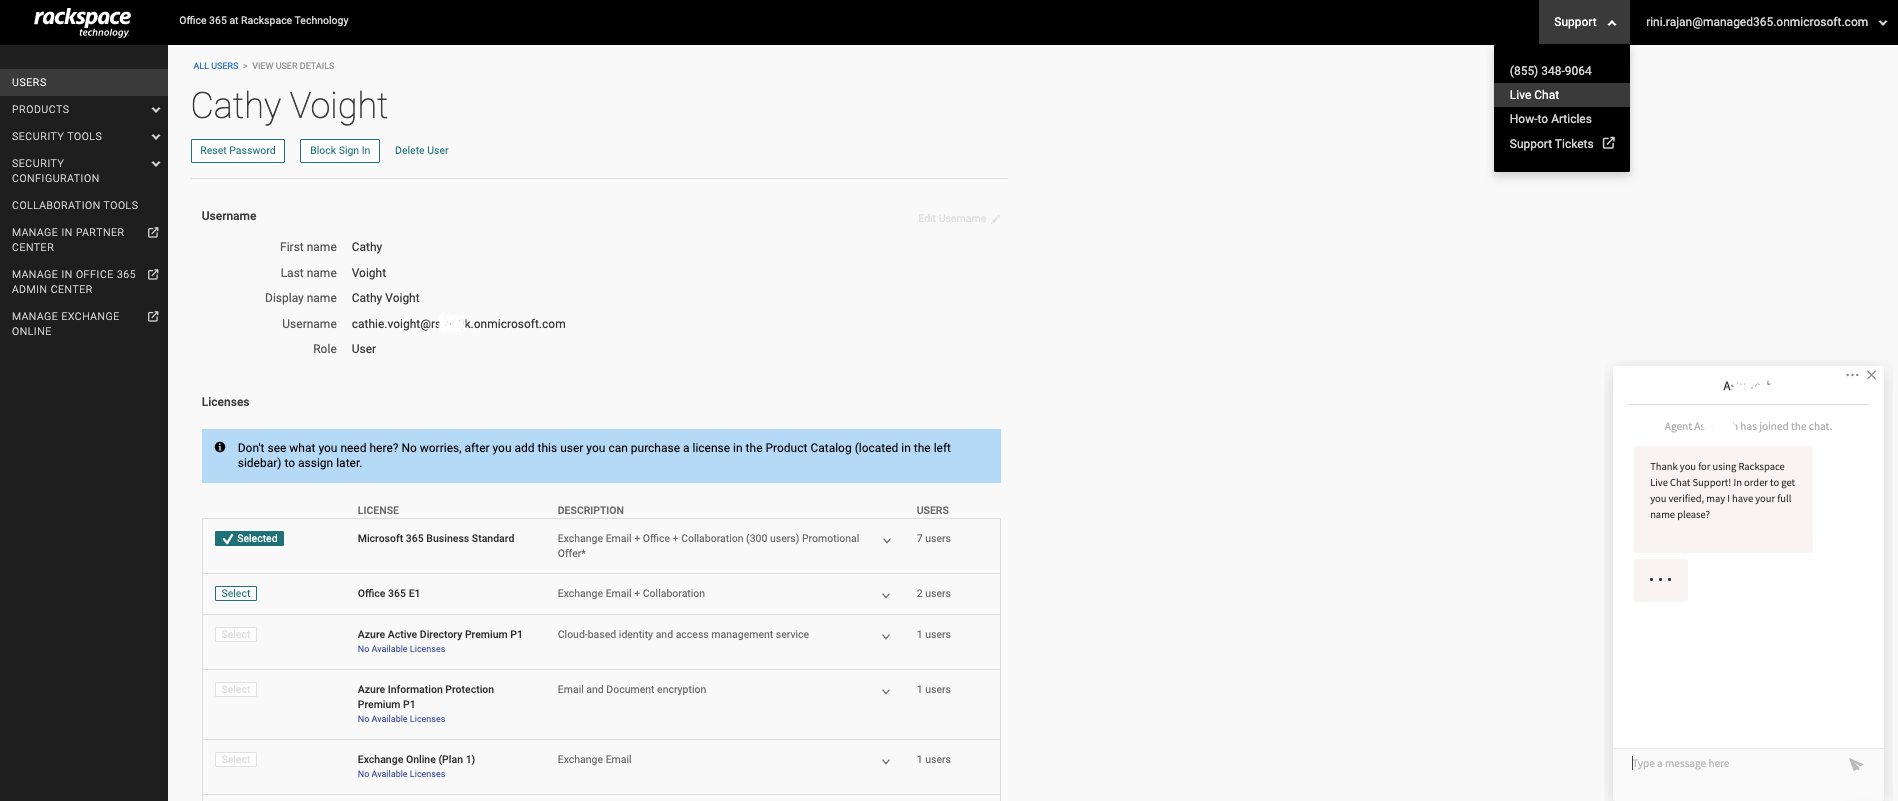 rackspace
technology.
Office 365 at Rackspace Technology
Support
rini.rajan@managed365.onmicrosoft.com
(855) 348-9064
Live Chat
How-to Articles
Support Tickets
USERS
PRODUCTS
SECURITY TOOLS
SECURITY
CONFIGURATION
COLLABORATION TOOLS
MANAGE IN PARTNER
CENTER
MANAGE IN OFFICE 365
ADMIN CENTER
MANAGE EXCHANGE
ONLINE
ALL USERS > VIEW USER DETAILS
Cathy Voight
Reset Password Block Sign In Delete User
Username
Edit Username
First name Cathy
Last name Voight
Display name Cathy Voight
Username cathie.voight@rs k.onmicrosoft.com
Role User
Licenses
Don't see what you need here? No worries, after you add this user you can purchase a license in the Product Catalog (located in the left
sidebar) to assign later.
LICENSE DESCRIPTION USERS
Selected Microsoft 365 Business Standard Exchange Email + Office + Collaboration (300 users) Promotional 7 users
Offer*
Select Office 365 E1 Exchange Email + Collaboration 2 users
Select Azure Active Directory Premium P1 Cloud-based identity and access management service 1 users
No Available Licenses
Select Azure Information Protection Email and Document encryption 1 users
Premium P1
No Available Licenses
Select Exchange Online (Plan 1) Exchange Email 1 users
No Available Licenses
Agent As h has joined the chat.
Thank you for using Rackspace
Live Chat Support! In order to get
you verified, may I have your full
name please?
Type a message here